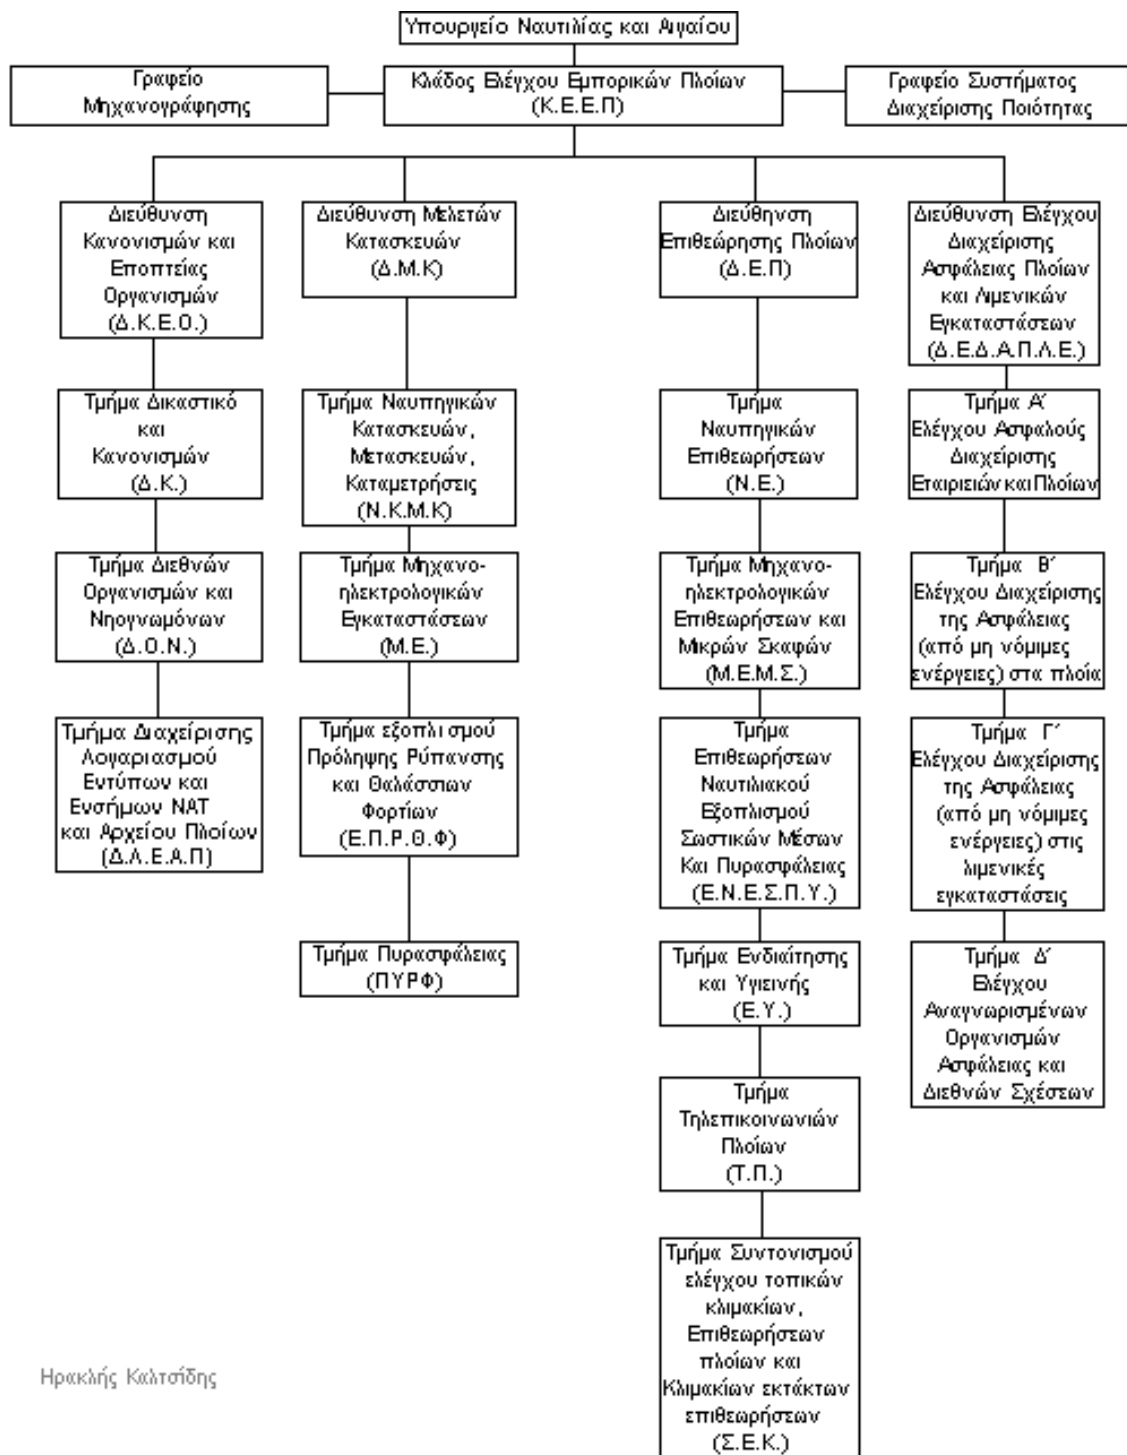 Υπουργείο Ναυτιλίας και Αιγαίου
Γραφείο
Μηχανογράφησης
Κλάδος Ελέγχου Εμπορικών Πλοίων
(Κ.Ε.Ε.Π)
Γραφείο Συστήματος
Διαχείρισης Ποιότητας
Διεύθυνση
Κανονισμών και
Εποπτείας
Οργανισμών
(Δ.Κ.Ε.Ο.)
Τμήμα Δικαστικό
και
Κανονισμών
(Δ.Κ.)
Τμήμα Διεθνών
Οργανισμών και
Νηογνωμόνων
(Δ.Ο.Ν.)
Τμήμα Διαχείρισης
Λογαριασμού
Εντύπων και
Ενσήμων ΝΑΤ
και Αρχείου Πλοίων
(Δ.Λ.Ε.Α.Π)
Διεύθυνση Μελετών
Κατασκευών
(Δ.Μ.Κ)
Τμήμα Ναυπηγικών
Κατασκευών,
Μετασκευών,
Καταμετρήσεις
(Ν.Κ.Μ.Κ)
Τμήμα Μηχανο-
ηλεκτρολογικών
Εγκαταστάσεων
(Μ.Ε.)
Τμήμα εξοπλισμού
Πρόληψης Ρύπανσης
και Θαλάσσιων
Φορτίων
(Ε.Π.Ρ.Θ.Φ)
Τμήμα Πυρασφάλειας
(ΠΥΡΦ)
Διεύθηνση
Επιθεώρησης Πλοίων
(Δ.Ε.Π)
Τμήμα
Ναυπηγικών
Επιθεωρήσεων
(Ν.Ε.)
Τμήμα Μηχανο-
ηλεκτρολογικών
Επιθεωρήσεων και
Μικρών Σκαφών
(Μ.Ε.Μ.Σ.)
Τμήμα
Επιθεωρήσεων
Ναυτιλιακού
Εξοπλισμού
Σωστικών Μέσων
Και Πυρασφάλειας
(Ε.Ν.Ε.Σ.Π.Υ.)
Τμήμα Ενδιαίτησης
και Υγιεινής
(Ε.Υ.)
Τμήμα
Τηλεπικοινωνιών
Πλοίων
(Τ.Π.)
Τμήμα Συντονισμού
ελέγχου τοπικών
κλιμακίων,
Επιθεωρήσεων
πλοίων και
Κλιμακίων εκτάκτων
επιθεωρήσεων
(Σ.Ε.Κ.)
Διεύθυνση Ελέγχου
Διαχείρισης
Ασφάλειας Πλοίων
και Λιμενικών
Εγκαταστάσεων
(Δ.Ε.Δ.Α.Π.Λ.Ε.)
Τμήμα Α΄
Ελέγχου Ασφαλούς
Διαχείρισης
Εταιριειών και Πλοίων
Τμήμα Β΄
Ελέγχου Διαχείρισης
της Ασφάλειας
(από μη νόμιμες
ενέργειες) στα πλοία
Τμήμα Γ΄
Ελέγχου Διαχείρισης
της Ασφάλειας
(από μη νόμιμες
ενέργειες) στις
λιμενικές
εγκαταστάσεις
Τμήμα Δ΄
Ελέγχου
Αναγνωρισμένων
Οργανισμών
Ασφάλειας και
Διεθνών Σχέσεων
Ηρακλής Καλτσίδης